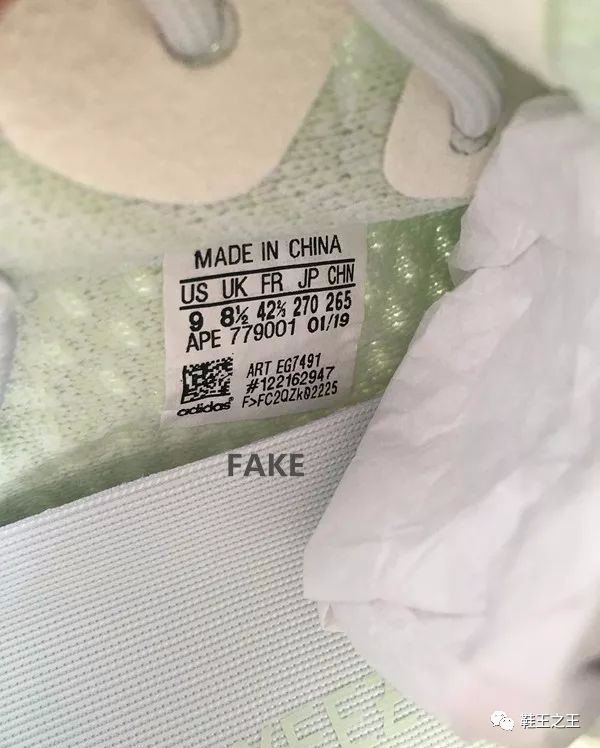 MADE IN CHINA
US UK FR JP CHN
9 8½ 42⅔ 270 265
APE 779001 01/19
ART EG7491
#122162947
F>FC2QZk02225
adidas
FAKE
鞋王之王